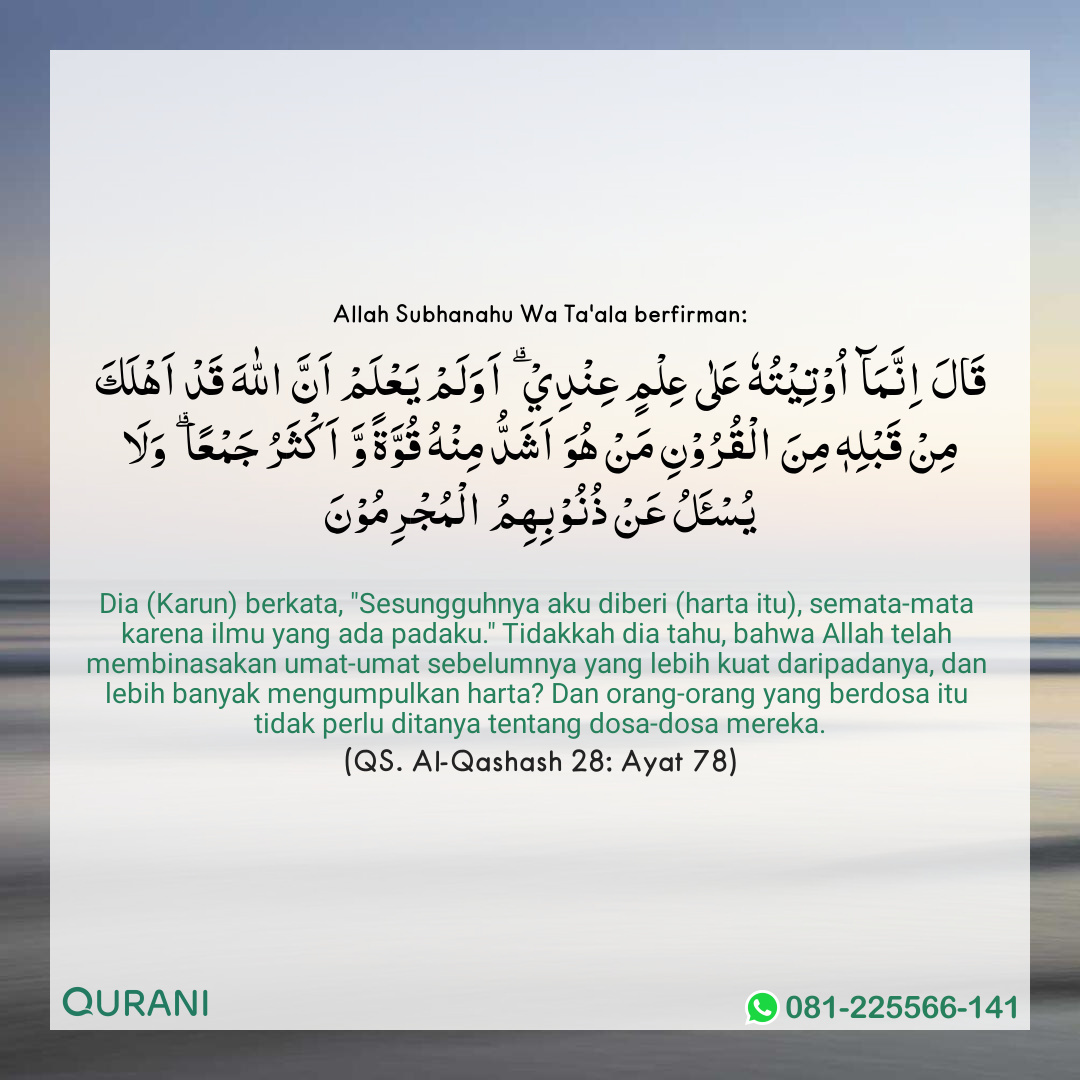 Allah Subhanahu Wa Ta'ala berfirman:
قَالَ اِنَّمَاۤ اُوْتِيْتُهٗ عَلٰى عِلْمٍ عِنْدِيْ ۗ اَوَلَمْ يَعْلَمْ اَنَّ اللّٰهَ قَدْ اَهْلَكَ
مِنْ قَبْلِهٖ مِنَ الْقُرُوْنِ مَنْ هُوَ اَشَدُّ مِنْهُ قُوَّةً وَّ اَكْثَرُ جَمْعًا ۗ وَلَا
يُسْئَـلُ عَنْ ذُنُوْبِهِمُ الْمُجْرِمُوْنَ
Dia (Karun) berkata, "Sesungguhnya aku diberi (harta itu), semata-mata
karena ilmu yang ada padaku." Tidakkah dia tahu, bahwa Allah telah
membinasakan umat-umat sebelumnya yang lebih kuat daripadanya, dan
lebih banyak mengumpulkan harta? Dan orang-orang yang berdosa itu
tidak perlu ditanya tentang dosa-dosa mereka.
(QS. Al-Qashash 28: Ayat 78)
QURANI
081-225566-141